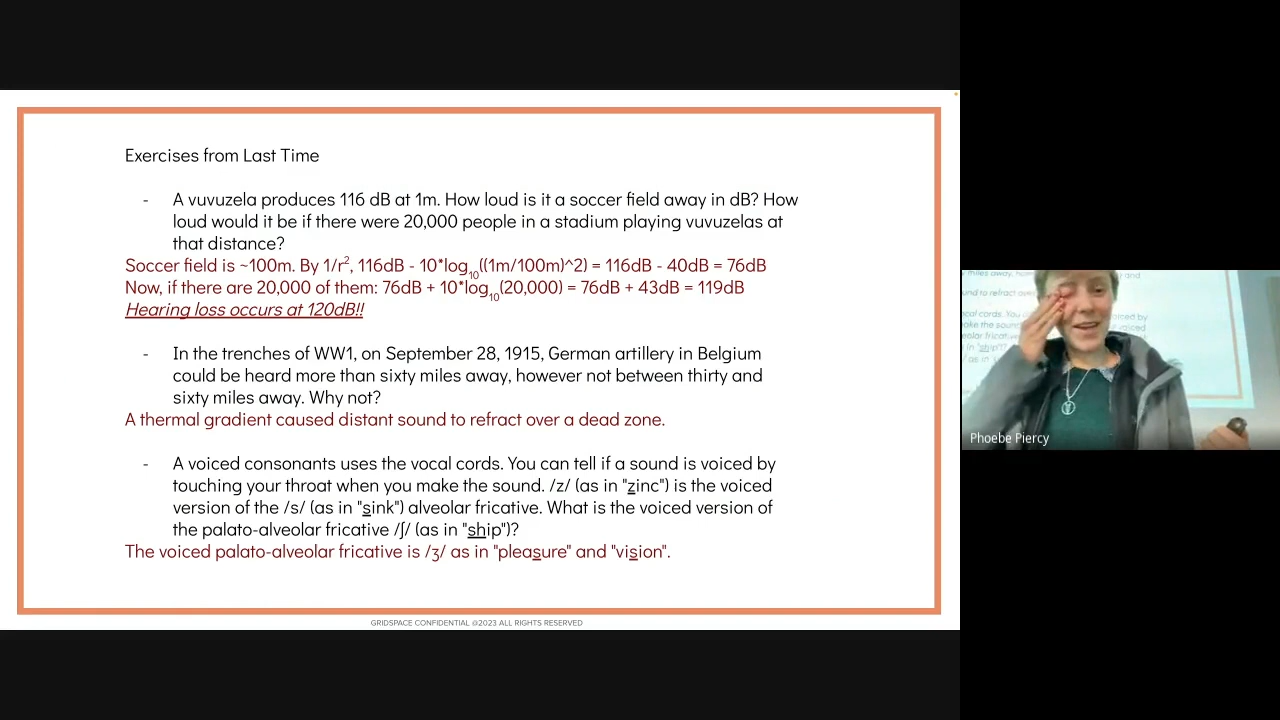 Exercises from Last Time
- A vuvuzela produces 116 dB at 1m. How loud is it a soccer field away in dB? How
loud would it be if there were 20,000 people in a stadium playing vuvuzelas at
that distance?
Soccer field is ~100m. By 1/r², 116dB - 10*log₁₀((1m/100m)^2) = 116dB - 40dB = 76dB
Now, if there are 20,000 of them: 76dB + 10*log₁₀(20,000) = 76dB + 43dB = 119dB
Hearing loss occurs at 120dB!!
- In the trenches of WW1, on September 28, 1915, German artillery in Belgium
could be heard more than sixty miles away, however not between thirty and
sixty miles away. Why not?
A thermal gradient caused distant sound to refract over a dead zone.
- A voiced consonants uses the vocal cords. You can tell if a sound is voiced by
touching your throat when you make the sound. /z/ (as in "zinc") is the voiced
version of the /s/ (as in "sink") alveolar fricative. What is the voiced version of
the palato-alveolar fricative /ʃ/ (as in "ship")?
The voiced palato-alveolar fricative is /ʒ/ as in "pleasure" and "vision".
GRIDSPACE CONFIDENTIAL @2023 ALL RIGHTS RESERVED
Phoebe Piercy